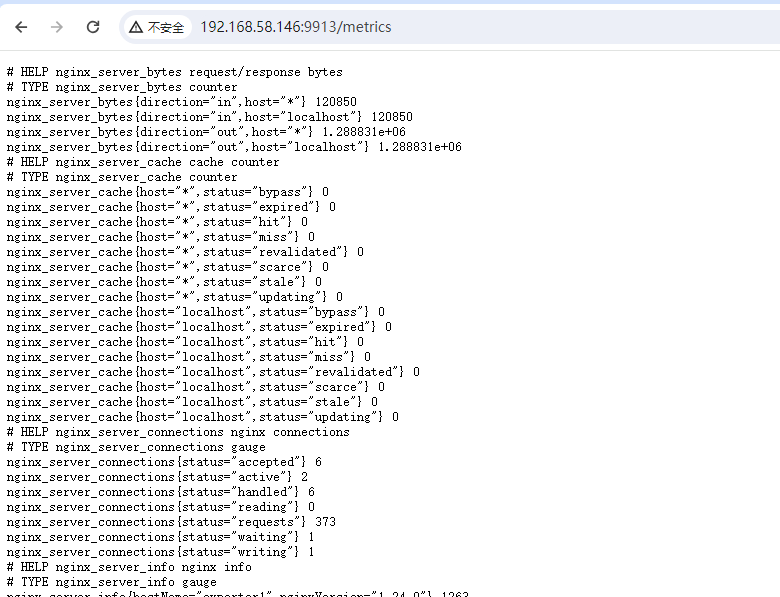 不安全 192.168.58.146:9913/metrics
# HELP nginx_server_bytes request/response bytes
# TYPE nginx_server_bytes counter
nginx_server_bytes{direction="in",host="*"} 120850
nginx_server_bytes{direction="in",host="localhost"} 120850
nginx_server_bytes{direction="out",host="*"} 1.288831e+06
nginx_server_bytes{direction="out",host="localhost"} 1.288831e+06
# HELP nginx_server_cache cache counter
# TYPE nginx_server_cache counter
nginx_server_cache{host="*",status="bypass"} 0
nginx_server_cache{host="*",status="expired"} 0
nginx_server_cache{host="*",status="hit"} 0
nginx_server_cache{host="*",status="miss"} 0
nginx_server_cache{host="*",status="revalidated"} 0
nginx_server_cache{host="*",status="scarce"} 0
nginx_server_cache{host="*",status="stale"} 0
nginx_server_cache{host="*",status="updating"} 0
nginx_server_cache{host="localhost",status="bypass"} 0
nginx_server_cache{host="localhost",status="expired"} 0
nginx_server_cache{host="localhost",status="hit"} 0
nginx_server_cache{host="localhost",status="miss"} 0
nginx_server_cache{host="localhost",status="revalidated"} 0
nginx_server_cache{host="localhost",status="scarce"} 0
nginx_server_cache{host="localhost",status="stale"} 0
nginx_server_cache{host="localhost",status="updating"} 0
# HELP nginx_server_connections nginx connections
# TYPE nginx_server_connections gauge
nginx_server_connections{status="accepted"} 6
nginx_server_connections{status="active"} 2
nginx_server_connections{status="handled"} 6
nginx_server_connections{status="reading"} 0
nginx_server_connections{status="requests"} 373
nginx_server_connections{status="waiting"} 1
nginx_server_connections{status="writing"} 1
# HELP nginx_server_info nginx info
# TYPE nginx_server_info gauge
nginx_server_info{hostName="exporter1",nginxVersion="1.24.0"} 1263